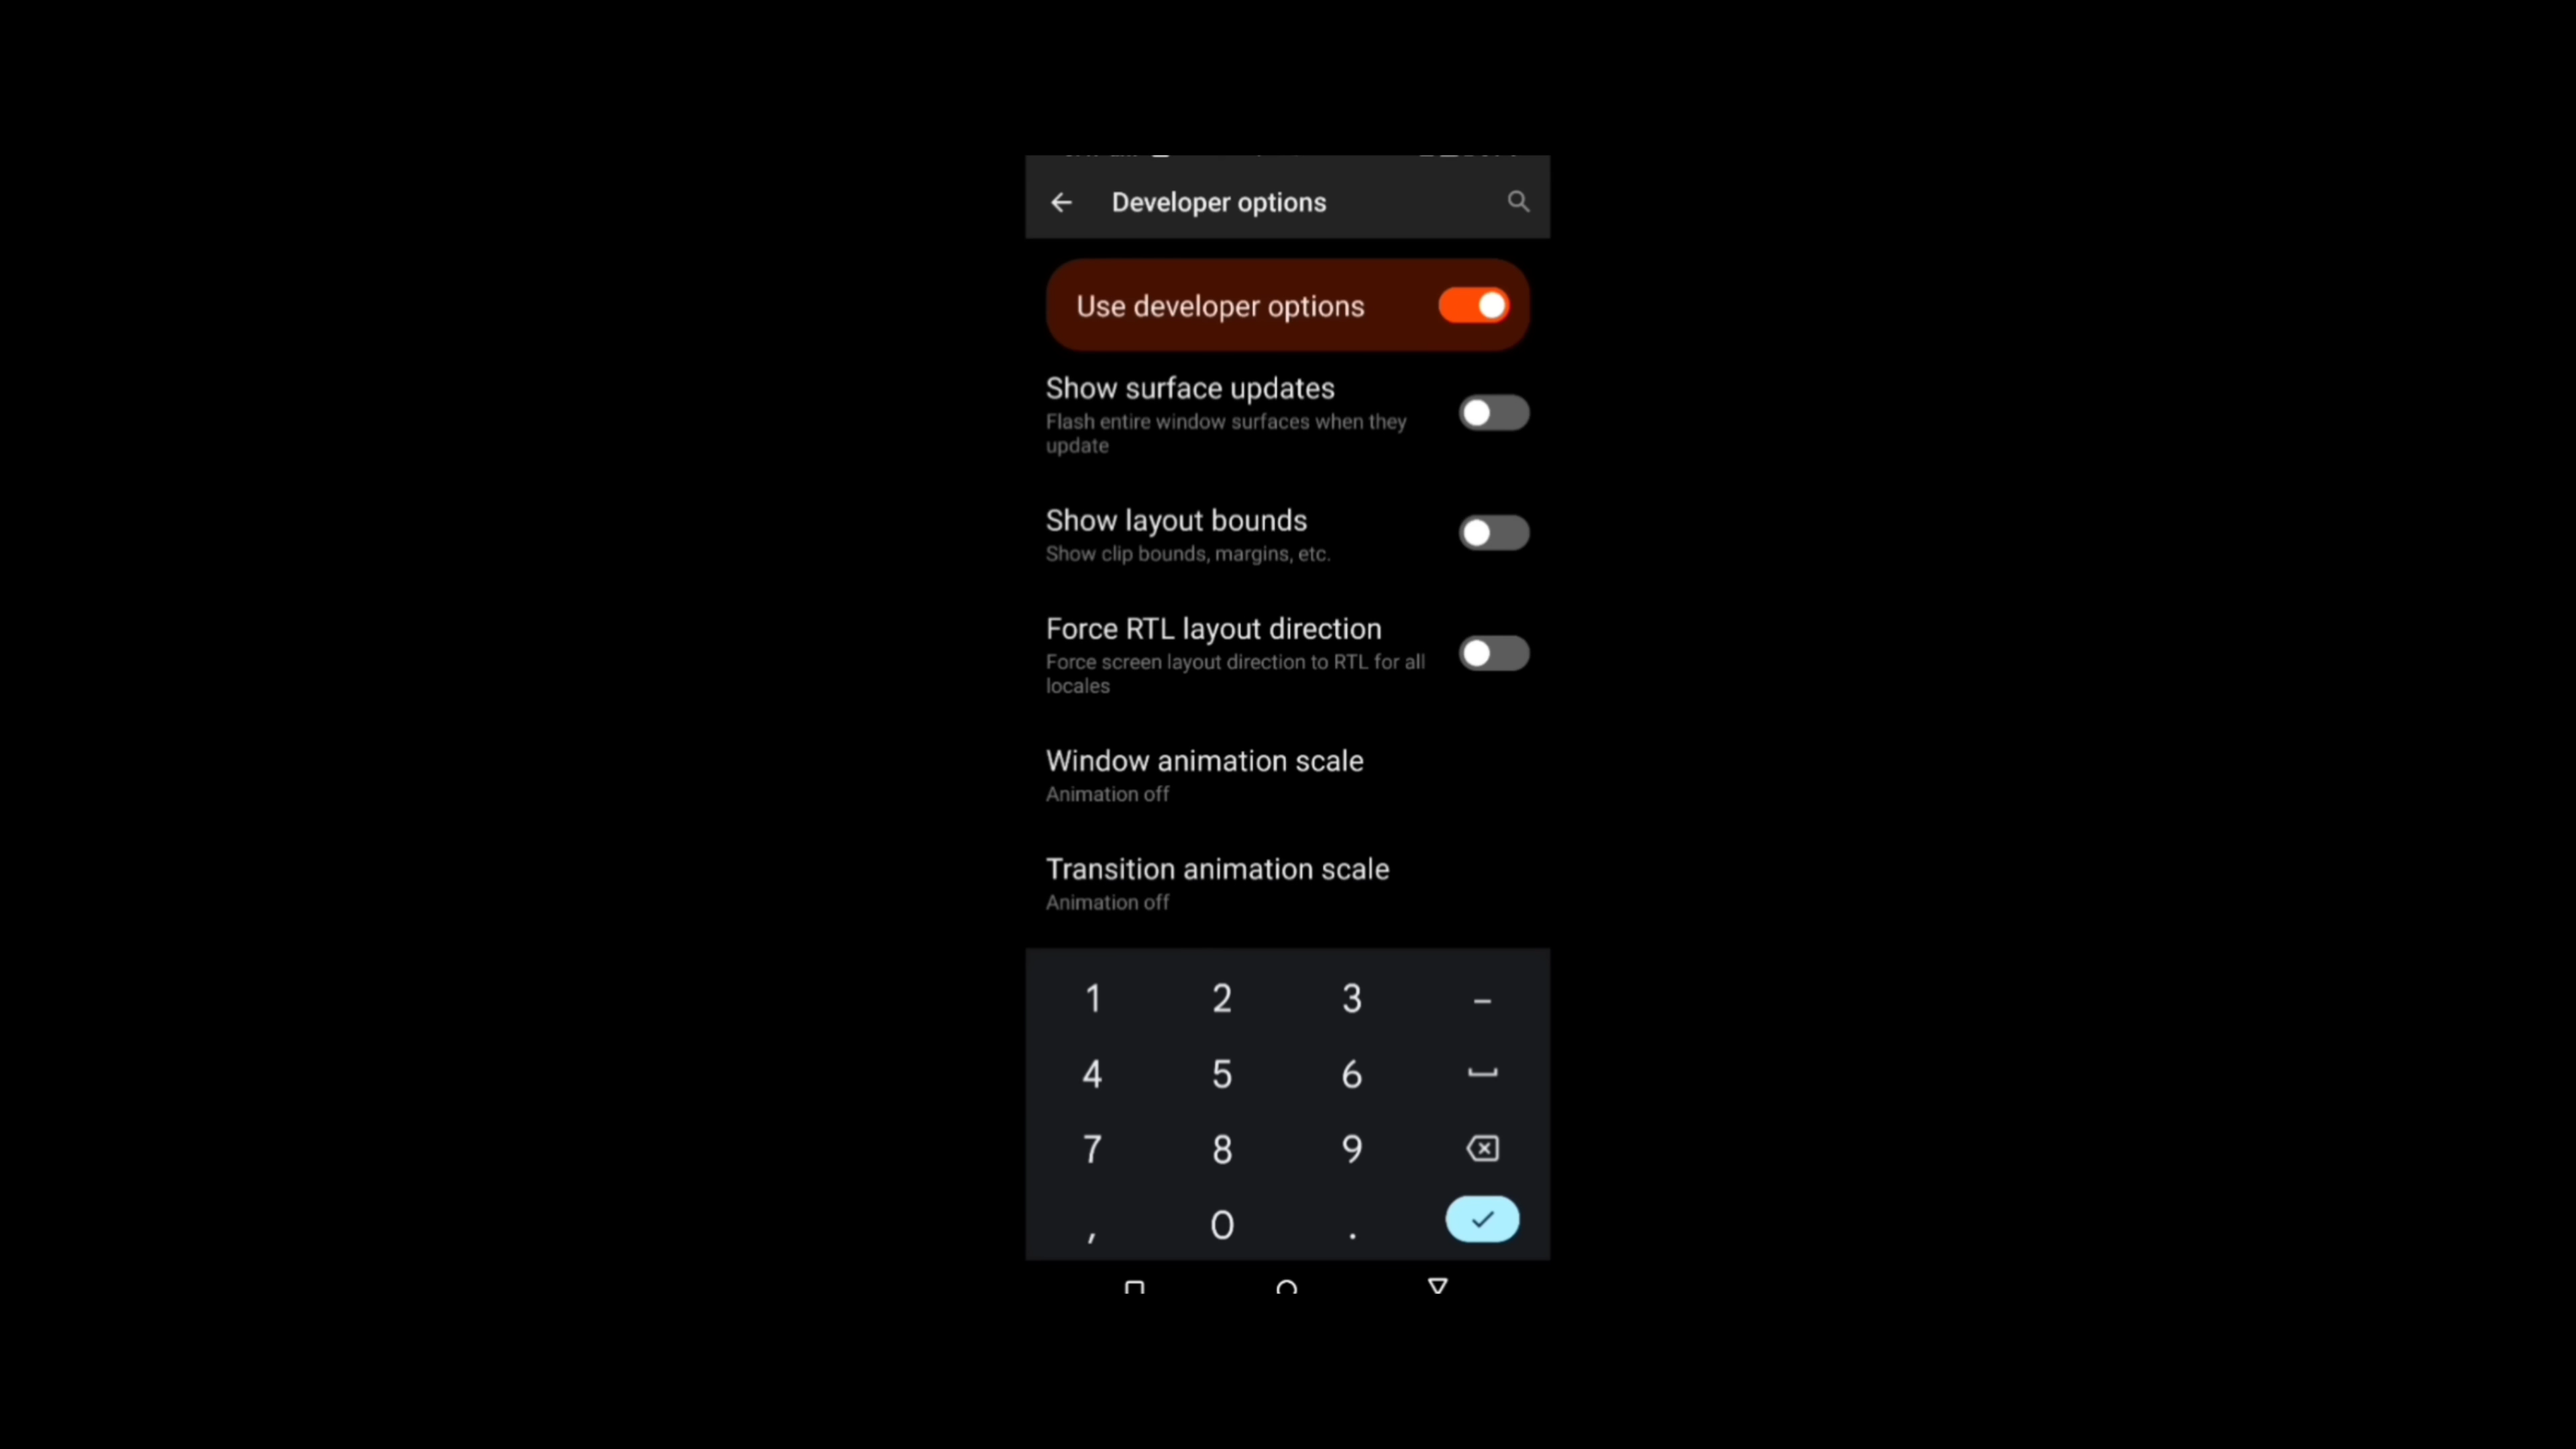 Developer options
Use developer options
Show surface updates
Flash entire window surfaces when they
update
Show layout bounds
Show clip bounds, margins, etc.
Force RTL layout direction
Force screen layout direction to RTL for all
locales
Window animation scale
Animation off
Transition animation scale
Animation off
1 2 3 –
4 5 6
7 8 9
, 0 .